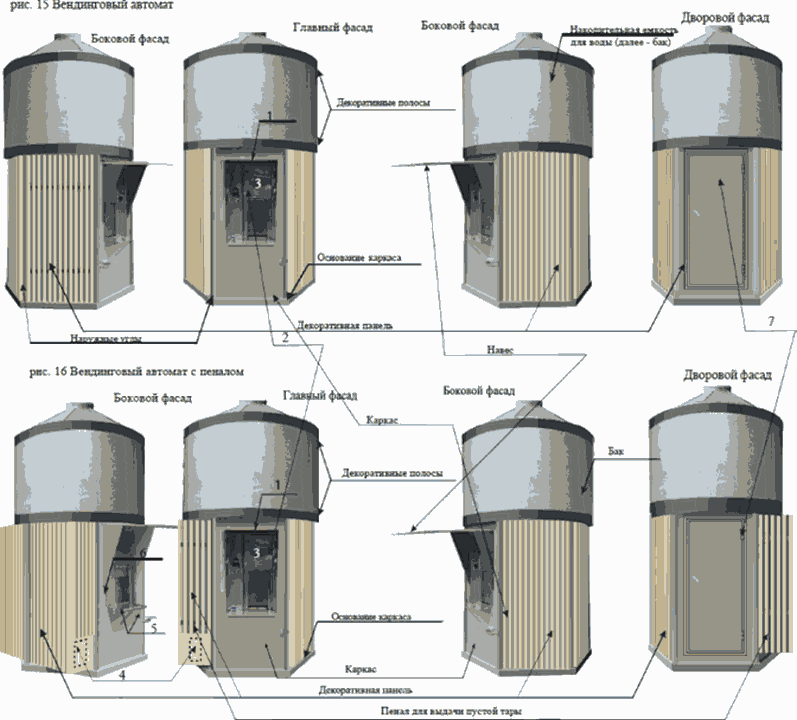 рис. 15 Вендинговый автомат
Боковой фасад
Главный фасад
Боковой фасад
Дворовой фасад
Накопительная емкость
для воды (далее - бак)
Декоративные полосы
1
3
Основание каркаса
Декоративная панель
Наружные углы
2
7
Навес
рис. 16 Вендинговый автомат с пеналом
Боковой фасад
Главный фасад
Боковой фасад
Дворовой фасад
Каркас
Бак
Декоративные полосы
1
3
6
5
4
Основание каркаса
Каркас
Декоративная панель
Пенал для выдачи пустой тары